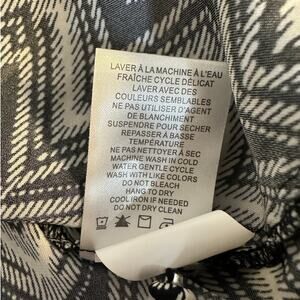 LAVER À LA MACHINE À L'EAU
FRAÎCHE CYCLE DÉLICAT
LAVER AVEC DES
COULEURS SEMBLABLES
NE PAS UTILISER D'AGENT
DE BLANCHIMENT
SUSPENDRE POUR SECHER
REPASSER À BASSE
TEMPÉRATURE
NE PAS NETTOYER À SEC
MACHINE WASH IN COLD
WATER GENTLE CYCLE
WASH WITH LIKE COLORS
DO NOT BLEACH
HANG TO DRY
COOL IRON IF NEEDED
DO NOT DRY CLEAN